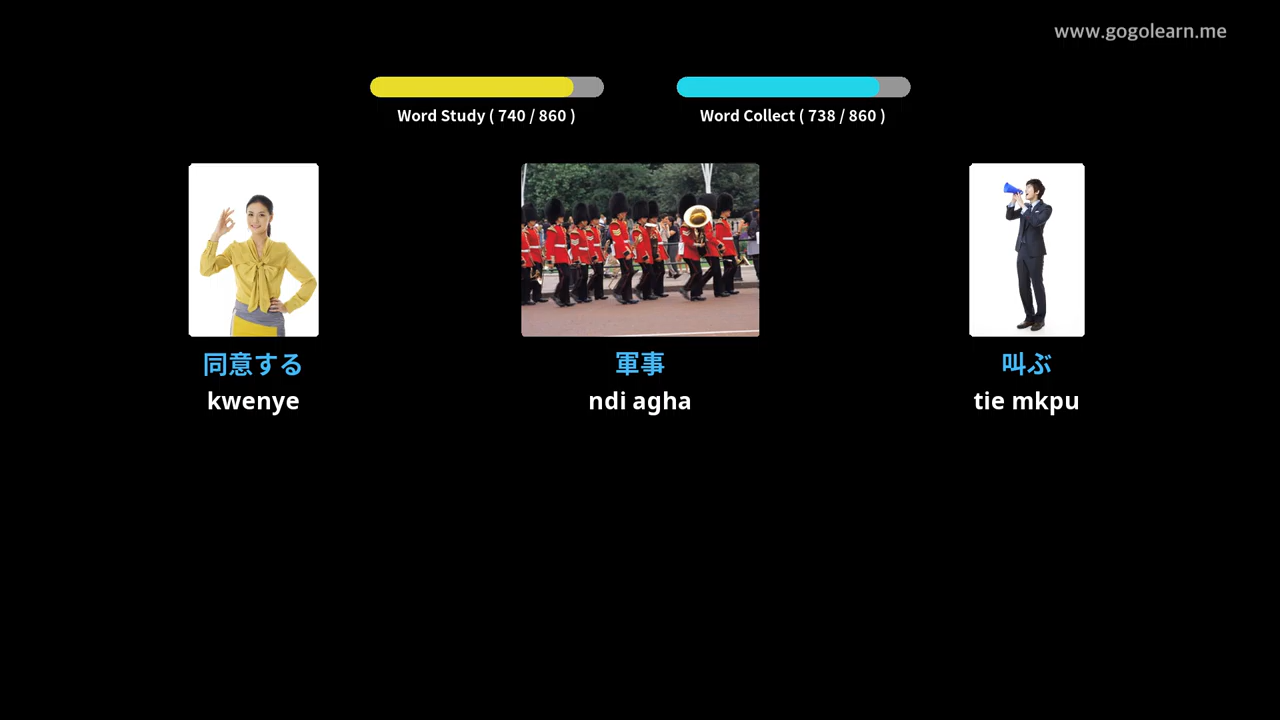 www.gogolearn.me
Word Study ( 740 / 860 )
Word Collect ( 738 / 860 )
同意する
kwenye
軍事
ndi agha
叫ぶ
tie mkpu